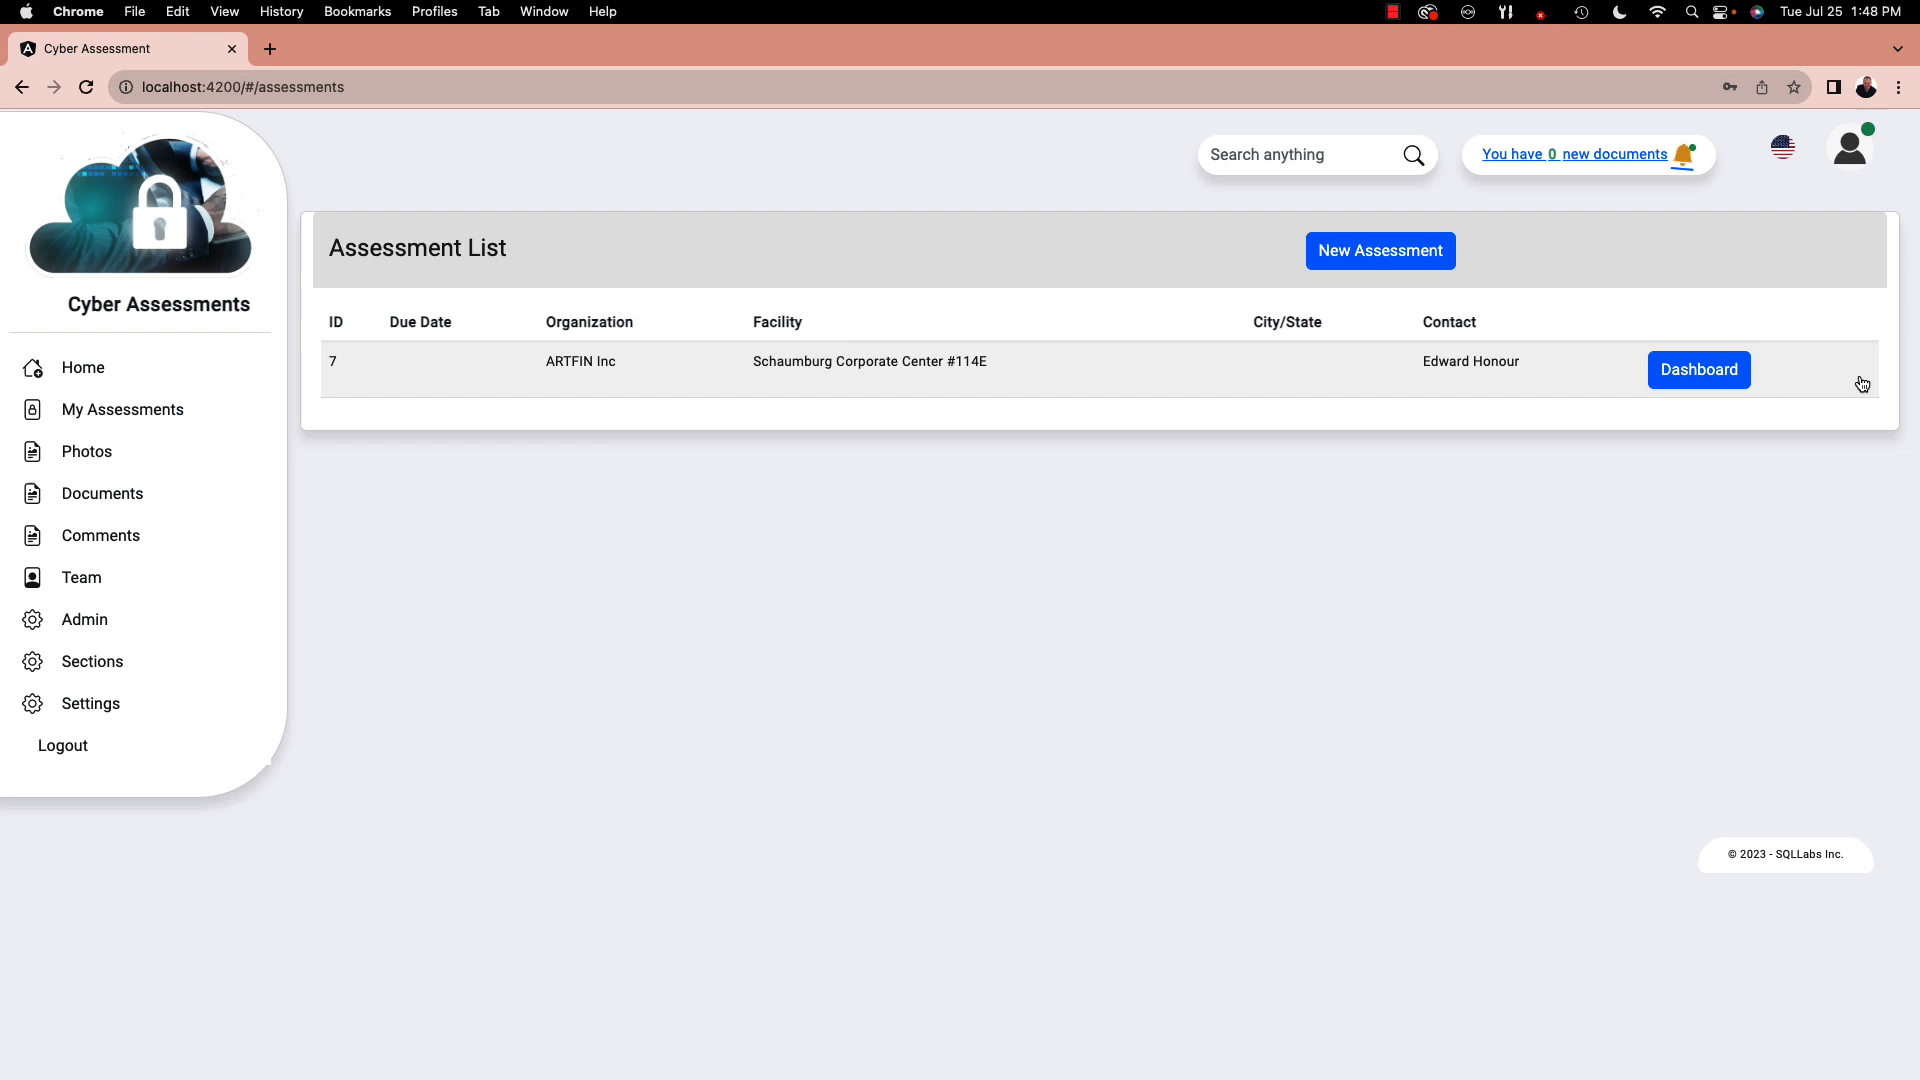 Chrome File Edit View History Bookmarks Profiles Tab Window Help Tue Jul 25 1:48 PM
Cyber Assessment
localhost:4200/#/assessments
Search anything
You have 0 new documents
Cyber Assessments
Home
My Assessments
Photos
Documents
Comments
Team
Admin
Sections
Settings
Logout
Assessment List New Assessment
ID Due Date Organization Facility City/State Contact
7 ARTFIN Inc Schaumburg Corporate Center #114E Edward Honour Dashboard
© 2023 - SQLLabs Inc.